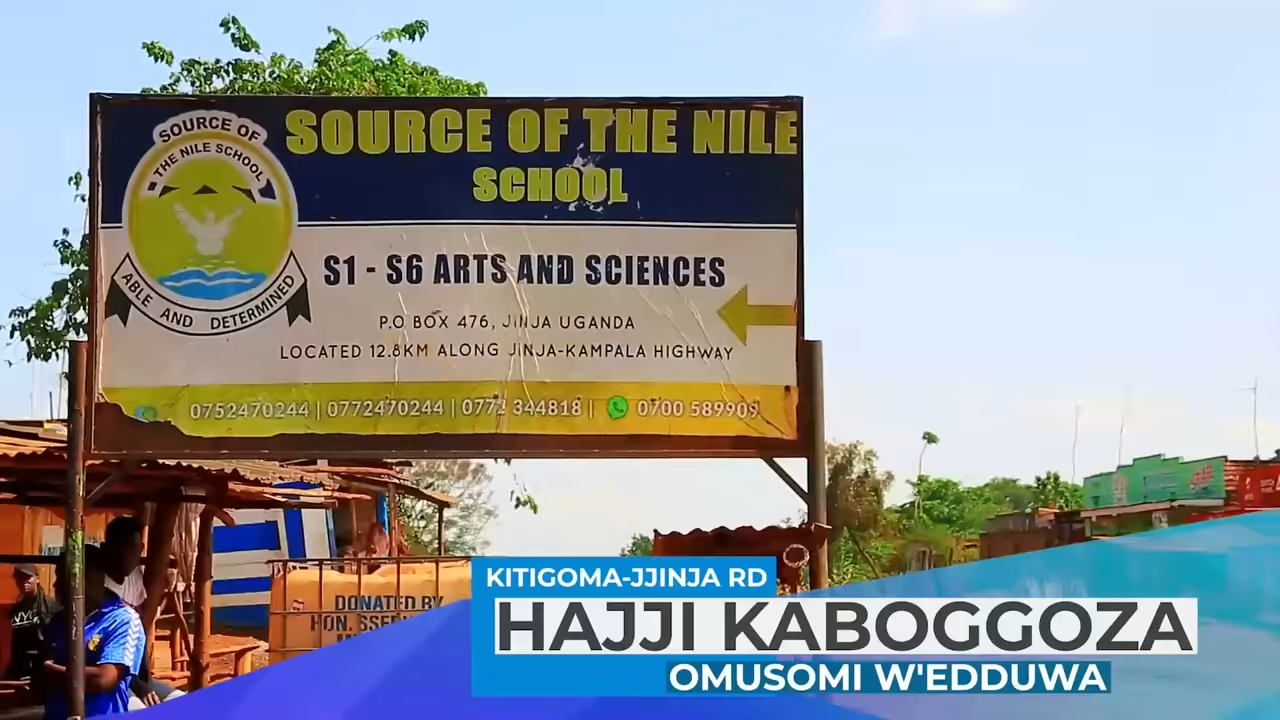 SOURCE OF
THE NILE SCHOOL
ABLE AND DETERMINED
SOURCE OF THE NILE
SCHOOL
S1 - S6 ARTS AND SCIENCES
P.O BOX 476, JINJA UGANDA
LOCATED 12.8KM ALONG JINJA-KAMPALA HIGHWAY
0752470244 | 0772470244 | 0772 344818 | 0700 589909
DONATED BY
HON.
KITIGOMA-JJINJA RD
HAJJI KABOGGOZA
OMUSOMI W'EDDUWA